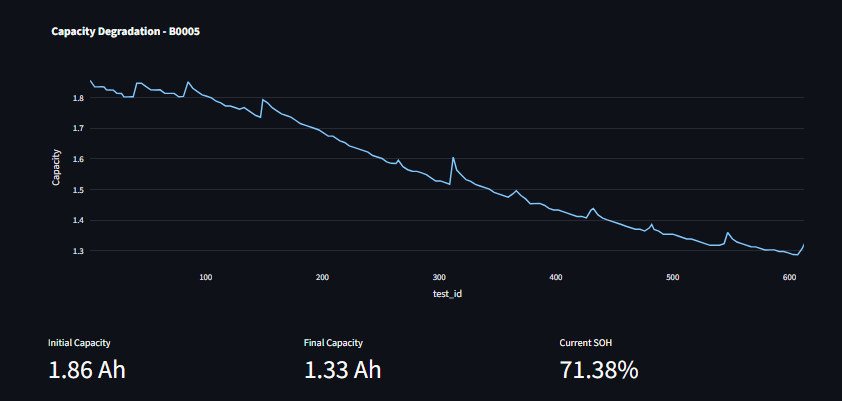 Capacity Degradation - B0005
Capacity
1.8
1.7
1.6
1.5
1.4
1.3
100 200 300 400 500 600
test_id
Initial Capacity Final Capacity Current SOH
1.86 Ah 1.33 Ah 71.38%